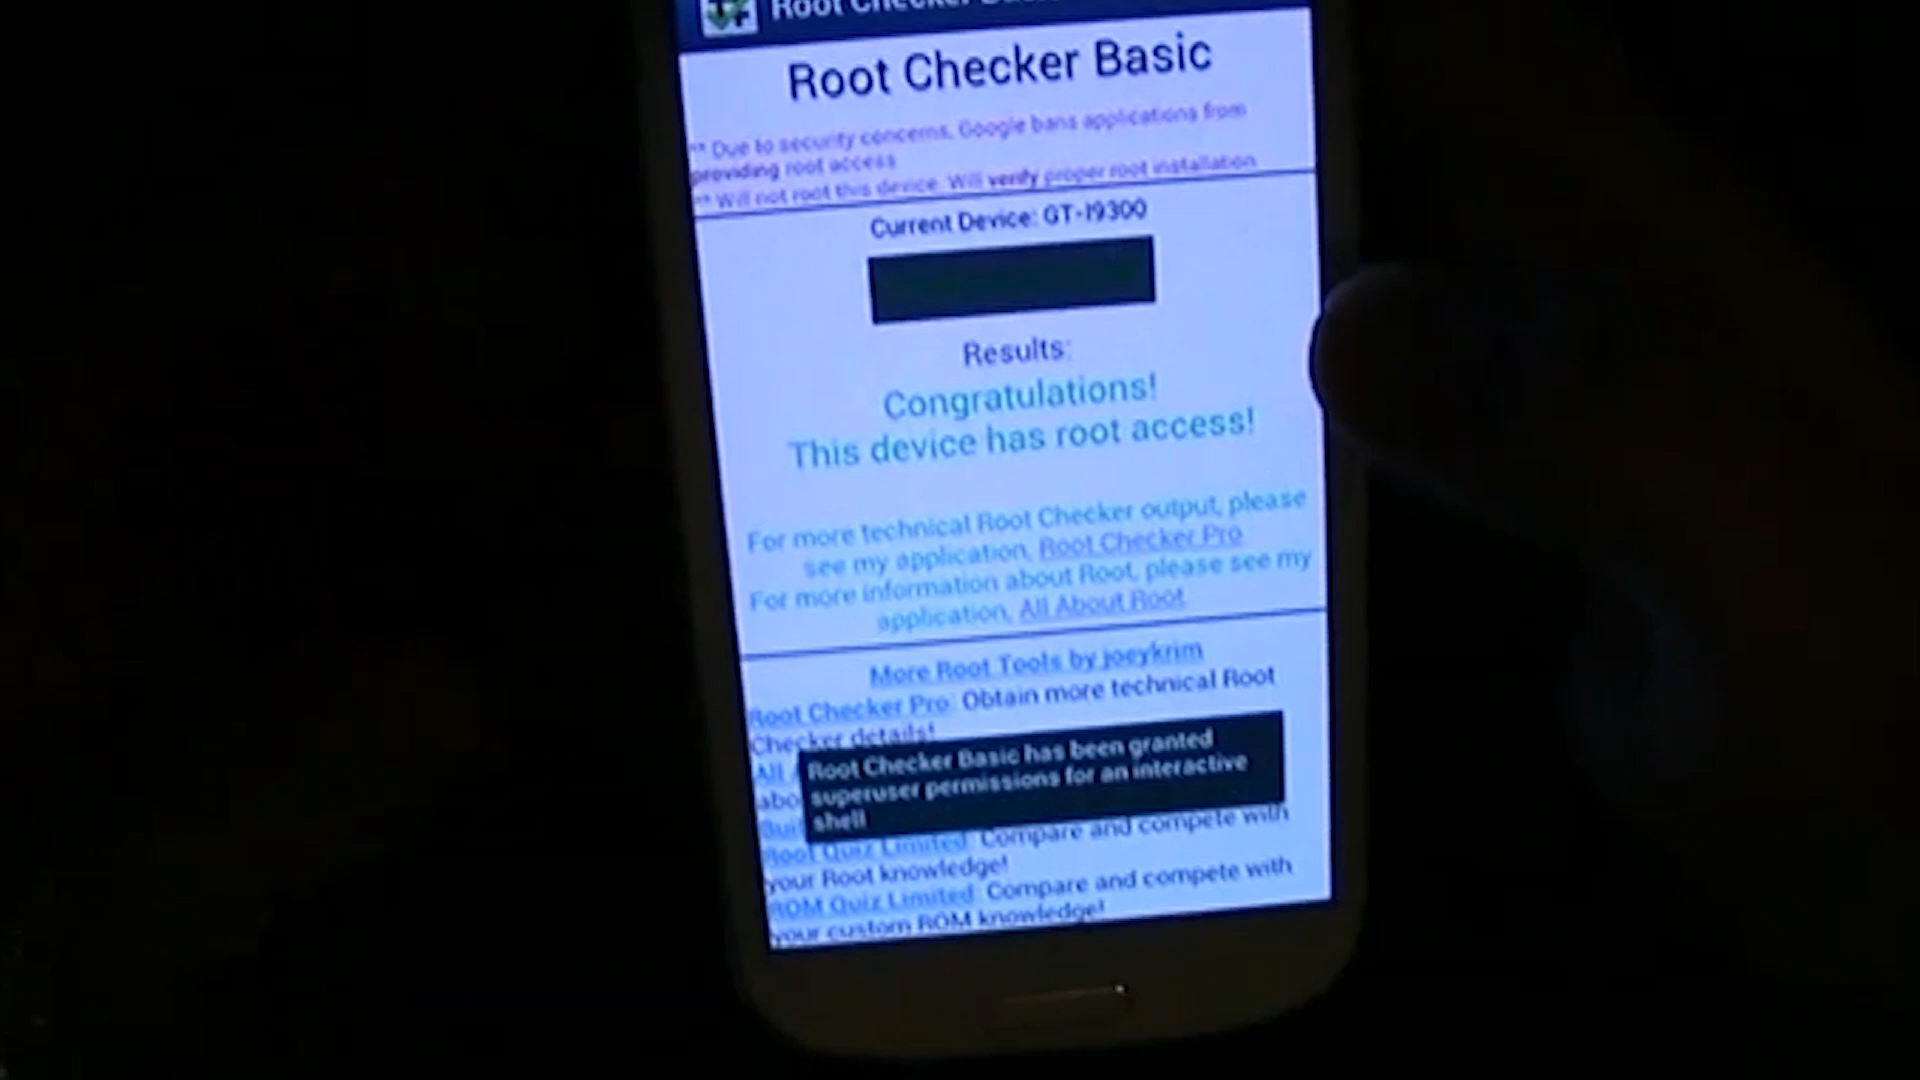 Root Checker
Root Checker Basic
** Due to security concerns, Google bans applications from
providing root access
** Will not root this device. Will verify proper root installation
Current Device: GT-I9300
Results:
Congratulations!
This device has root access!
For more technical Root Checker output, please
see my application, Root Checker Pro
For more information about Root, please see my
application, All About Root
More Root Tools by joeykrim
Root Checker Pro: Obtain more technical Root
Checker details!
All
abo
Root Checker Basic has been granted
superuser permissions for an interactive
shell
Root Quiz Limited: Compare and compete with
your Root knowledge!
ROM Quiz Limited: Compare and compete with
your custom ROM knowledge!